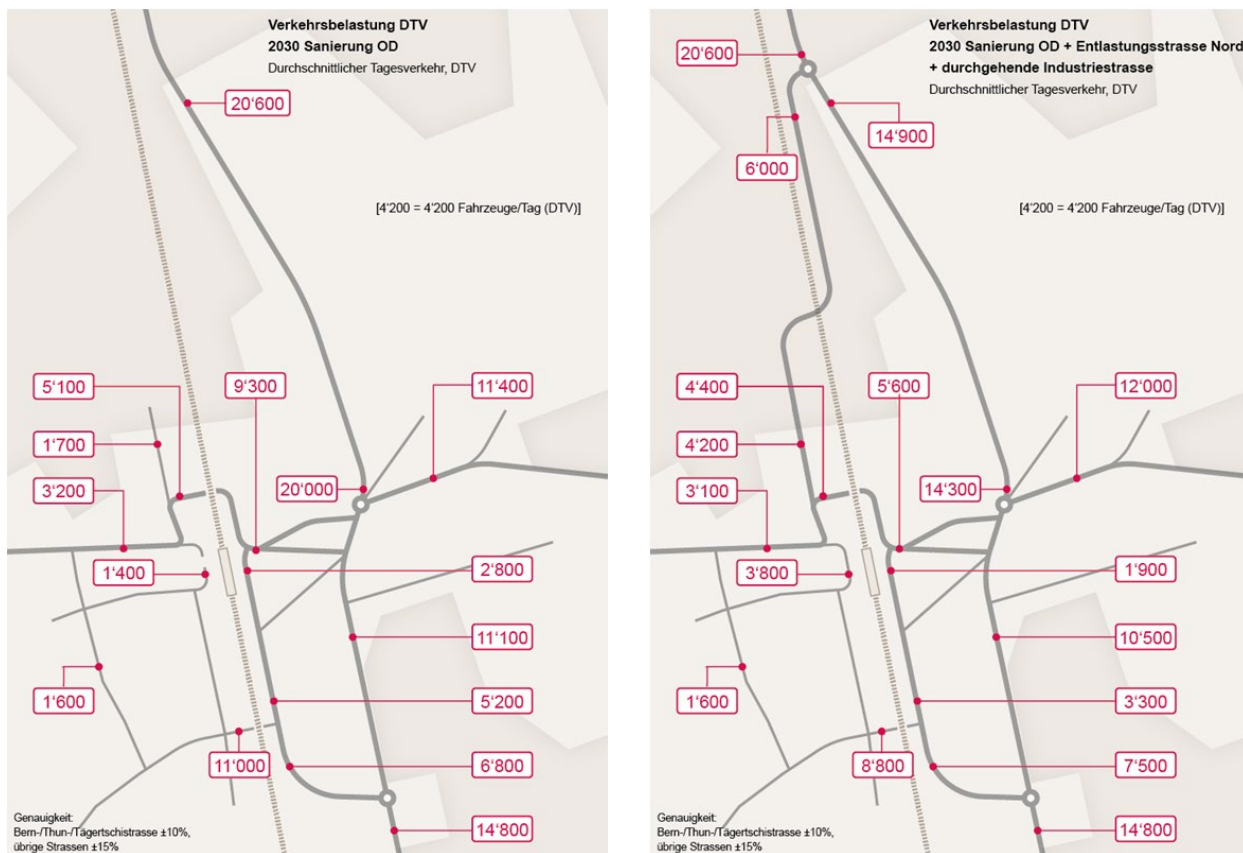 Verkehrsbelastung DTV
2030 Sanierung OD
Durchschnittlicher Tagesverkehr, DTV
20‘600
[4‘200 = 4‘200 Fahrzeuge/Tag (DTV)]
5‘100
9‘300
11‘400
1‘700
3‘200
20‘000
1‘400
2‘800
11‘100
1‘600
5‘200
11‘000
6‘800
14‘800
Genauigkeit:
Bern-/Thun-/Tägertschistrasse ±10%,
übrige Strassen ±15%
Verkehrsbelastung DTV
2030 Sanierung OD + Entlastungsstrasse Nord
+ durchgehende Industriestrasse
Durchschnittlicher Tagesverkehr, DTV
20‘600
14‘900
6‘000
[4‘200 = 4‘200 Fahrzeuge/Tag (DTV)]
4‘400
5‘600
12‘000
4‘200
3‘100
14‘300
3‘800
1‘900
10‘500
1‘600
3‘300
8‘800
7‘500
14‘800
Genauigkeit:
Bern-/Thun-/Tägertschistrasse ±10%,
übrige Strassen ±15%